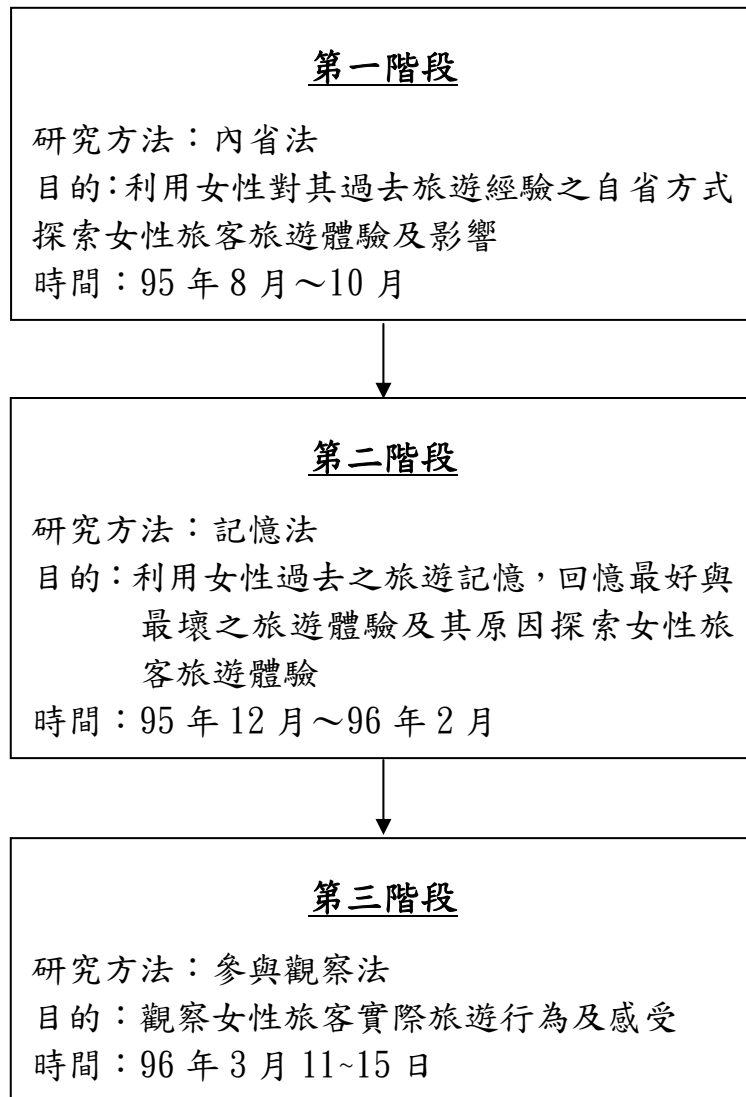 第一階段
研究方法：內省法
目的：利用女性對其過去旅遊經驗之自省方式
探索女性旅客旅遊體驗及影響
時間：95 年 8 月～10 月
第二階段
研究方法：記憶法
目的：利用女性過去之旅遊記憶，回憶最好與
最壞之旅遊體驗及其原因探索女性旅
客旅遊體驗
時間：95 年 12 月～96 年 2 月
第三階段
研究方法：參與觀察法
目的：觀察女性旅客實際旅遊行為及感受
時間：96 年 3 月 11~15 日